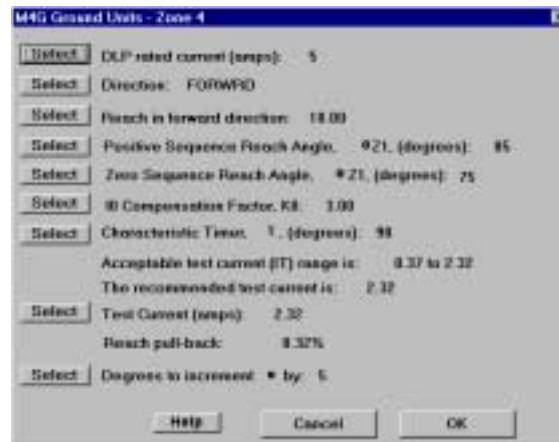 M4G Ground Units - Zone 4
Select DLP rated current (amps): 5
Select Direction: FORWRD
Select Reach in forward direction: 18.00
Select Positive Sequence Reach Angle, Z1, (degrees): 85
Select Zero Sequence Reach Angle, Z1, (degrees): 75
Select I0 Compensation Factor, K0: 3.00
Select Characteristic Timer, (degrees): 90
Acceptable test current (IT) range is: 0.37 to 2.32
The recommended test current is: 2.32
Select Test Current (amps): 2.32
Reach pull-back: 0.32%
Select Degrees to increment by: 5
Help Cancel OK